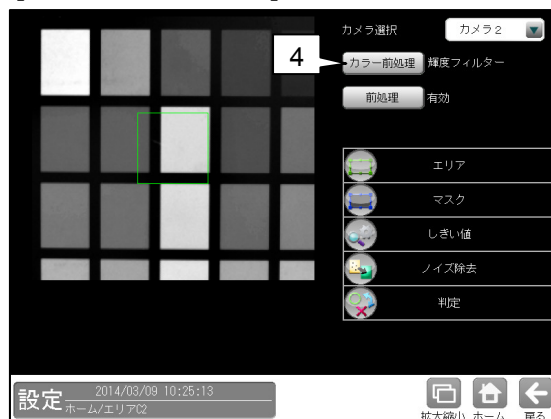 カメラ選択 カメラ2
4 カラー前処理 輝度フィルター
前処理 有効
エリア
マスク
しきい値
ノイズ除去
判定
設定 2014/03/09 10:25:13
ホーム/エリアC2
拡大縮小 ホーム 戻る